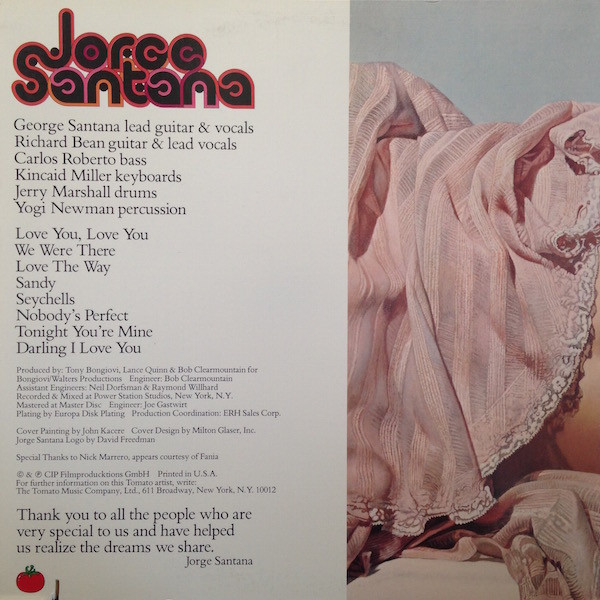 Jorge
Santana
George Santana lead guitar & vocals
Richard Bean guitar & lead vocals
Carlos Roberto bass
Kincaid Miller keyboards
Jerry Marshall drums
Yogi Newman percussion
Love You, Love You
We Were There
Love The Way
Sandy
Seychells
Nobody's Perfect
Tonight You're Mine
Darling I Love You
Produced by: Tony Bongiovi, Lance Quinn & Bob Clearmountain for
Bongiovi/Walters Productions   Engineer: Bob Clearmountain
Assistant Engineers: Neil Dorfsman & Raymond Willhard
Recorded & Mixed at Power Station Studios, New York, N.Y.
Mastered at Master Disc   Engineer: Joe Gastwirt
Plating by Europa Disk Plating   Production Coordination: ERH Sales Corp.
Cover Painting by John Kacere   Cover Design by Milton Glaser, Inc.
Jorge Santana Logo by David Freedman
Special Thanks to Nick Marrero, appears courtesy of Fania
© & ℗ CIP Filmproducktions GmbH   Printed in U.S.A.
For further information on this Tomato artist, write:
The Tomato Music Company, Ltd., 611 Broadway, New York, N.Y. 10012
Thank you to all the people who are
very special to us and have helped
us realize the dreams we share.
Jorge Santana